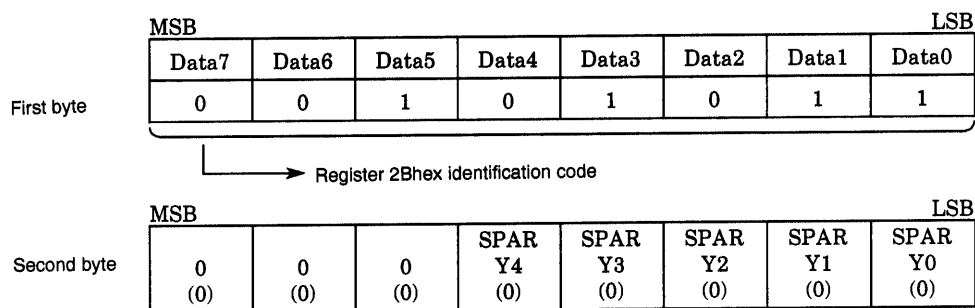 MSB LSB
Data7 Data6 Data5 Data4 Data3 Data2 Data1 Data0
First byte 0 0 1 0 1 0 1 1
Register 2Bhex identification code
MSB LSB
SPAR SPAR SPAR SPAR SPAR
Second byte 0 0 0 Y4 Y3 Y2 Y1 Y0
(0) (0) (0) (0) (0) (0) (0) (0)